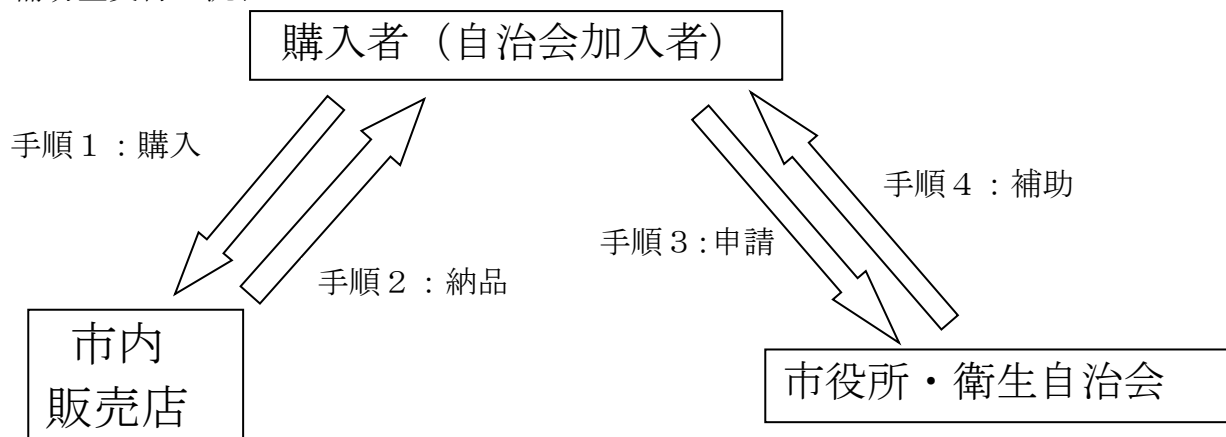 購入者（自治会加入者）
手順１：購入
手順４：補助
手順３：申請
手順２：納品
市内
販売店
市役所・衛生自治会